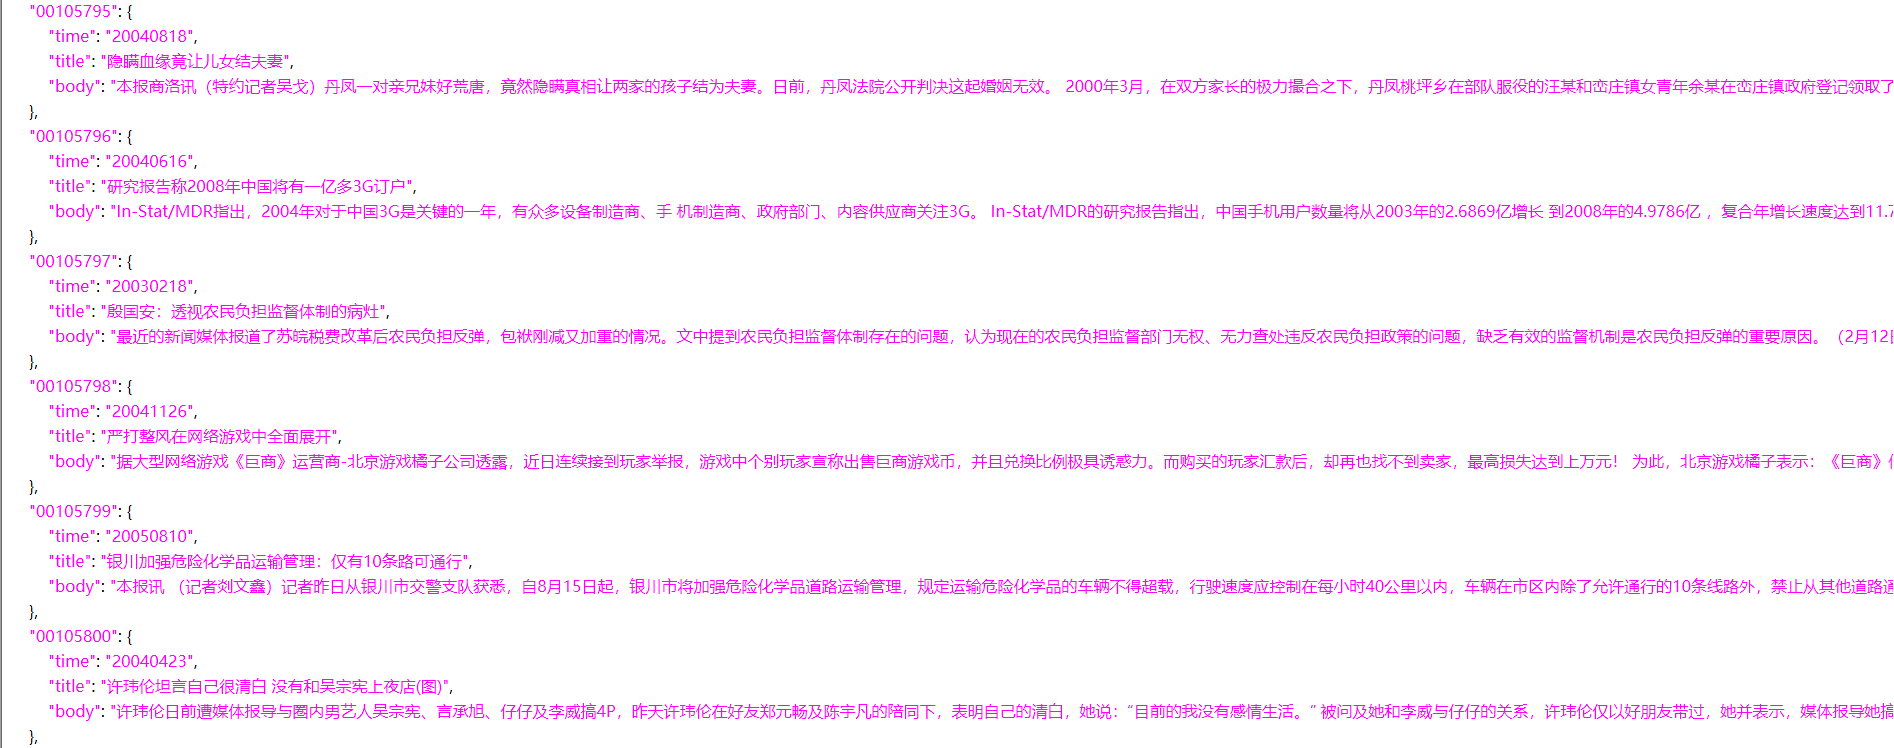 "00105795": {
"time": "20040818",
"title": "隐瞒血缘竟让儿女结夫妻",
"body": "本报商洛讯（特约记者吴戈）丹凤一对亲兄妹好荒唐，竟然隐瞒真相让两家的孩子结为夫妻。日前，丹凤法院公开判决这起婚姻无效。 2000年3月，在双方家长的极力撮合之下，丹凤桃坪乡在部队服役的汪某和峦庄镇女青年余某在峦庄镇政府登记领取了
},
"00105796": {
"time": "20040616",
"title": "研究报告称2008年中国将有一亿多3G订户",
"body": "In-Stat/MDR指出，2004年对于中国3G是关键的一年，有众多设备制造商、手 机制造商、政府部门、内容供应商关注3G。 In-Stat/MDR的研究报告指出，中国手机用户数量将从2003年的2.6869亿增长 到2008年的4.9786亿 ，复合年增长速度达到11.7
},
"00105797": {
"time": "20030218",
"title": "殷国安：透视农民负担监督体制的病灶",
"body": "最近的新闻媒体报道了苏皖税费改革后农民负担反弹，包袱刚减又加重的情况。文中提到农民负担监督体制存在的问题，认为现在的农民负担监督部门无权、无力查处违反农民负担政策的问题，缺乏有效的监督机制是农民负担反弹的重要原因。（2月12日
},
"00105798": {
"time": "20041126",
"title": "严打整风在网络游戏中全面展开",
"body": "据大型网络游戏《巨商》运营商-北京游戏橘子公司透露，近日连续接到玩家举报，游戏中个别玩家宣称出售巨商游戏币，并且兑换比例极具诱惑力。而购买的玩家汇款后，却再也找不到卖家，最高损失达到上万元！ 为此，北京游戏橘子表示：《巨商》
},
"00105799": {
"time": "20050810",
"title": "银川加强危险化学品运输管理：仅有10条路可通行",
"body": "本报讯 （记者刘文鑫）记者昨日从银川市交警支队获悉，自8月15日起，银川市将加强危险化学品道路运输管理，规定运输危险化学品的车辆不得超载，行驶速度应控制在每小时40公里以内，车辆在市区内除了允许通行的10条线路外，禁止从其他道路通
},
"00105800": {
"time": "20040423",
"title": "许玮伦坦言自己很清白 没有和吴宗宪上夜店(图)",
"body": "许玮伦日前遭媒体报导与圈内男艺人吴宗宪、言承旭、仔仔及李威搞4P，昨天许玮伦在好友郑元畅及陈宇凡的陪同下，表明自己的清白，她说：“目前的我没有感情生活。”被问及她和李威与仔仔的关系，许玮伦仅以好朋友带过，她并表示，媒体报导她搞
},